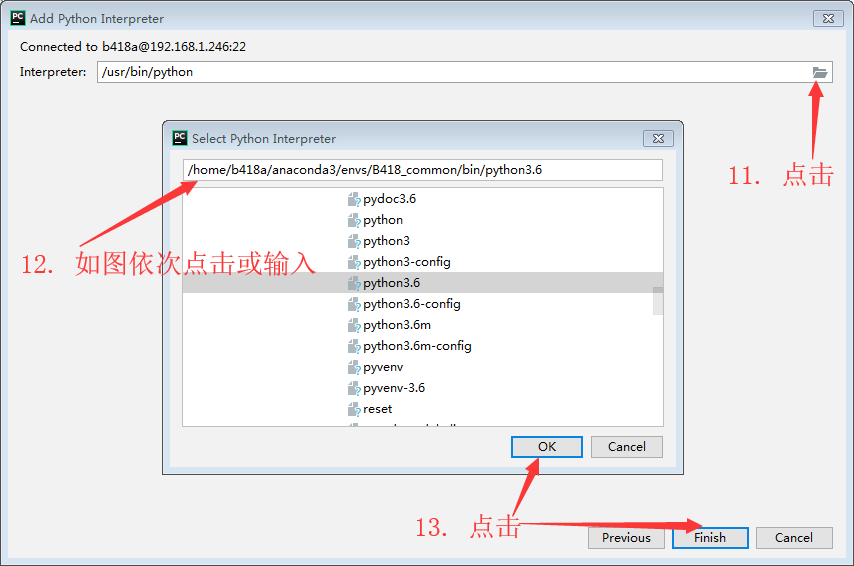 Add Python Interpreter
Connected to b418a@192.168.1.246:22
Interpreter: /usr/bin/python
Select Python Interpreter
/home/b418a/anaconda3/envs/B418_common/bin/python3.6
11. 点击
pydoc3.6
python
python3
12. 如图依次点击或输入
python3-config
python3.6
python3.6-config
python3.6m
python3.6m-config
pyvenv
pyvenv-3.6
reset
OK Cancel
13. 点击
Previous Finish Cancel